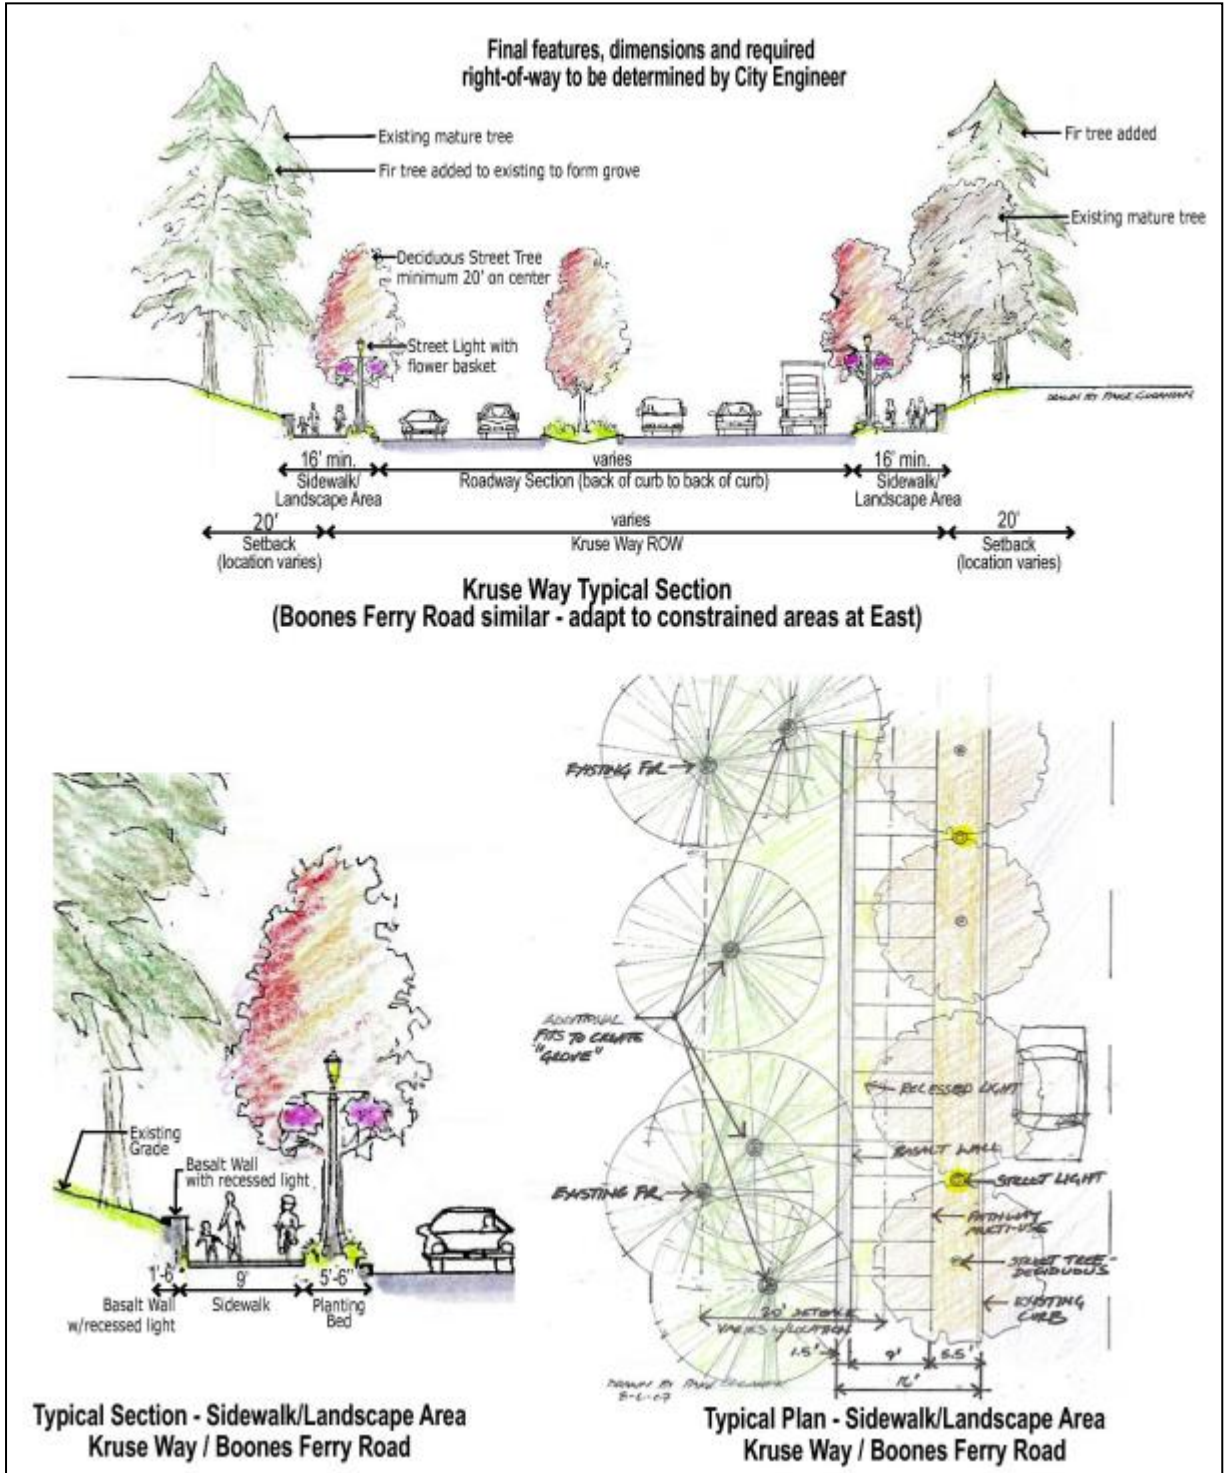 Final features, dimensions and required
right-of-way to be determined by City Engineer
Existing mature tree
Fir tree added to existing to form grove
Fir tree added
Existing mature tree
Deciduous Street Tree
minimum 20' on center
Street Light with
flower basket
16' min.
Sidewalk/
Landscape Area
varies
Roadway Section (back of curb to back of curb)
16' min.
Sidewalk/
Landscape Area
20'
Setback
(location varies)
varies
Kruse Way ROW
20'
Setback
(location varies)
Kruse Way Typical Section
(Boones Ferry Road similar - adapt to constrained areas at East)
Existing
Grade
Basalt Wall
with recessed light
1'-6"
9'
5'-6"
Basalt Wall
w/recessed light
Sidewalk
Planting
Bed
Typical Section - Sidewalk/Landscape Area
Kruse Way / Boones Ferry Road
EXISTING FIR
ADDITIONAL
FIRS TO CREATE
"GROVE"
RECESSED LIGHT
BASALT WALL
EXISTING FIR
STREET LIGHT
PATHWAY
MULTI-USE
STREET TREE -
DECIDUOUS
EXISTING
CURB
20' SETBACK
VARIES W/LOCATION
1.5'
9'
5.5'
16'
DRAWN BY
Typical Plan - Sidewalk/Landscape Area
Kruse Way / Boones Ferry Road